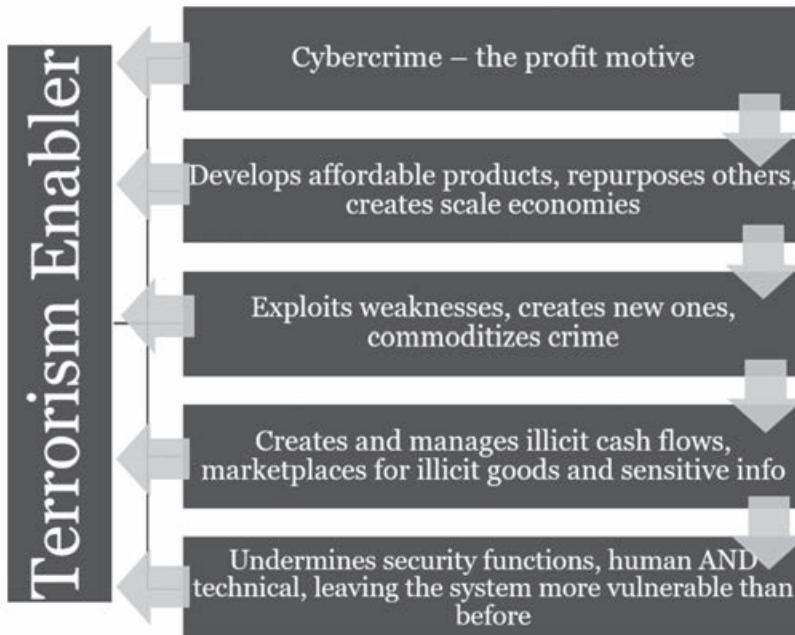 Terrorism Enabler
Cybercrime – the profit motive
Develops affordable products, repurposes others,
creates scale economies
Exploits weaknesses, creates new ones,
commoditizes crime
Creates and manages illicit cash flows,
marketplaces for illicit goods and sensitive info
Undermines security functions, human AND
technical, leaving the system more vulnerable than
before